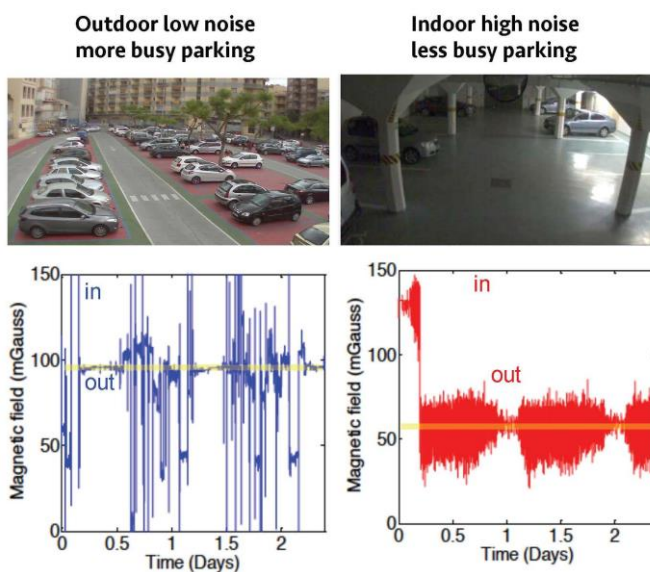 Outdoor low noise
more busy parking
Indoor high noise
less busy parking
150
in
100
out
50
0
Magnetic field (mGauss)
0 0.5 1 1.5 2
Time (Days)
150
in
100
out
50
0
Magnetic field (mGauss)
0 0.5 1 1.5 2
Time (Days)